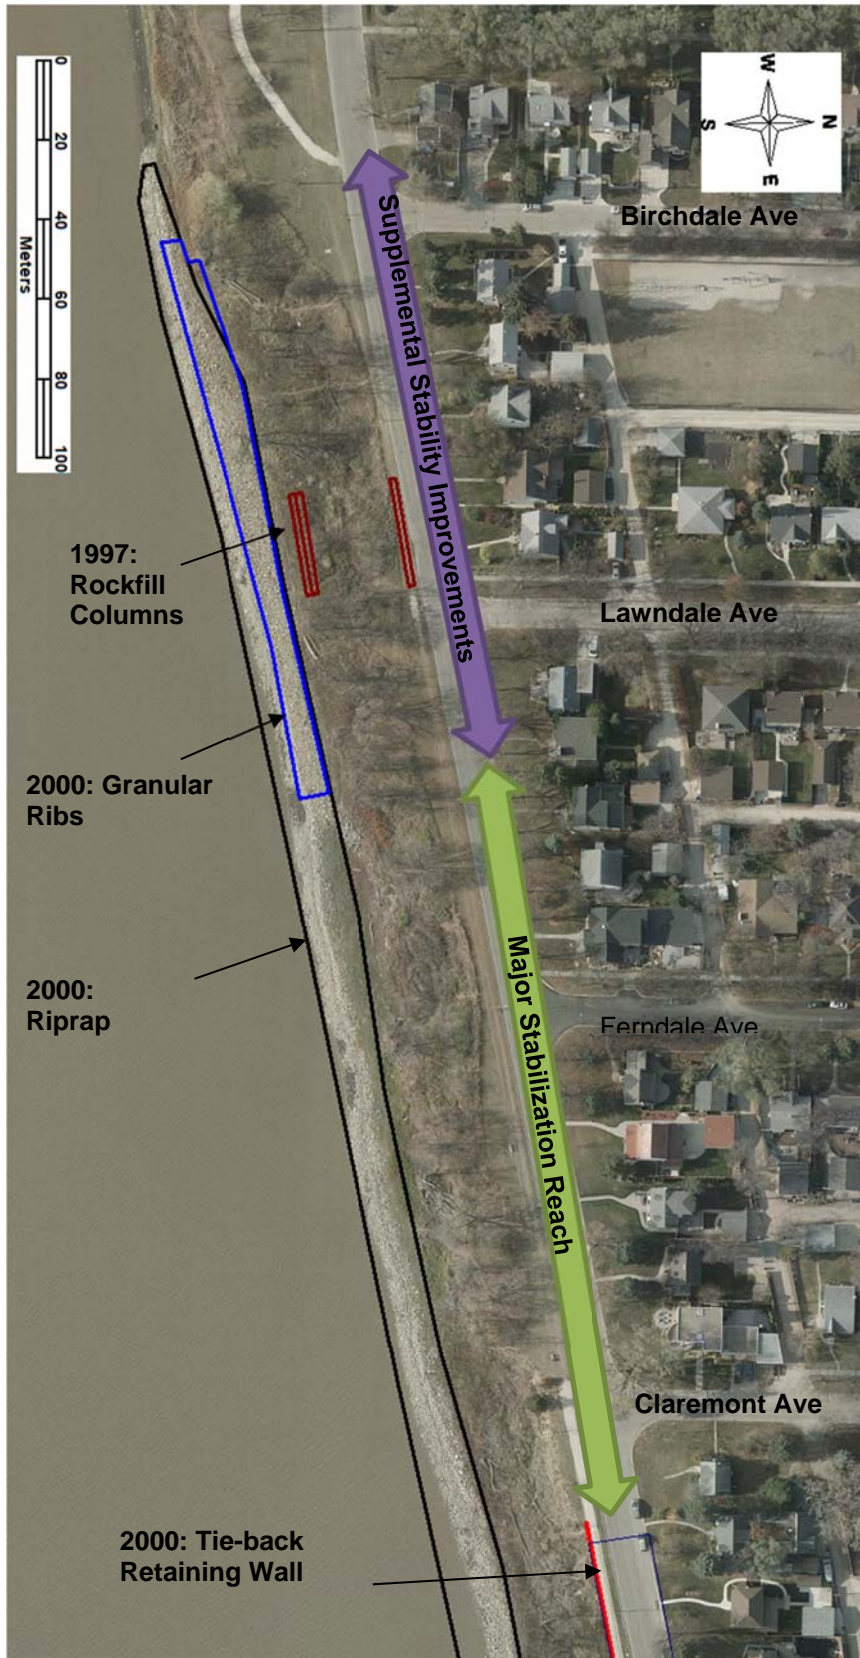 W
N
S
E
0
20
40
60
80
100
Meters
Birchdale Ave
Supplemental Stability Improvements
1997:
Rockfill
Columns
Lawndale Ave
2000: Granular
Ribs
Major Stabilization Reach
2000:
Riprap
Ferndale Ave
Claremont Ave
2000: Tie-back
Retaining Wall